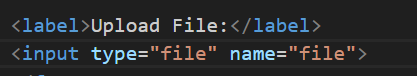 <label>Upload File:</label>
<input type="file" name="file">